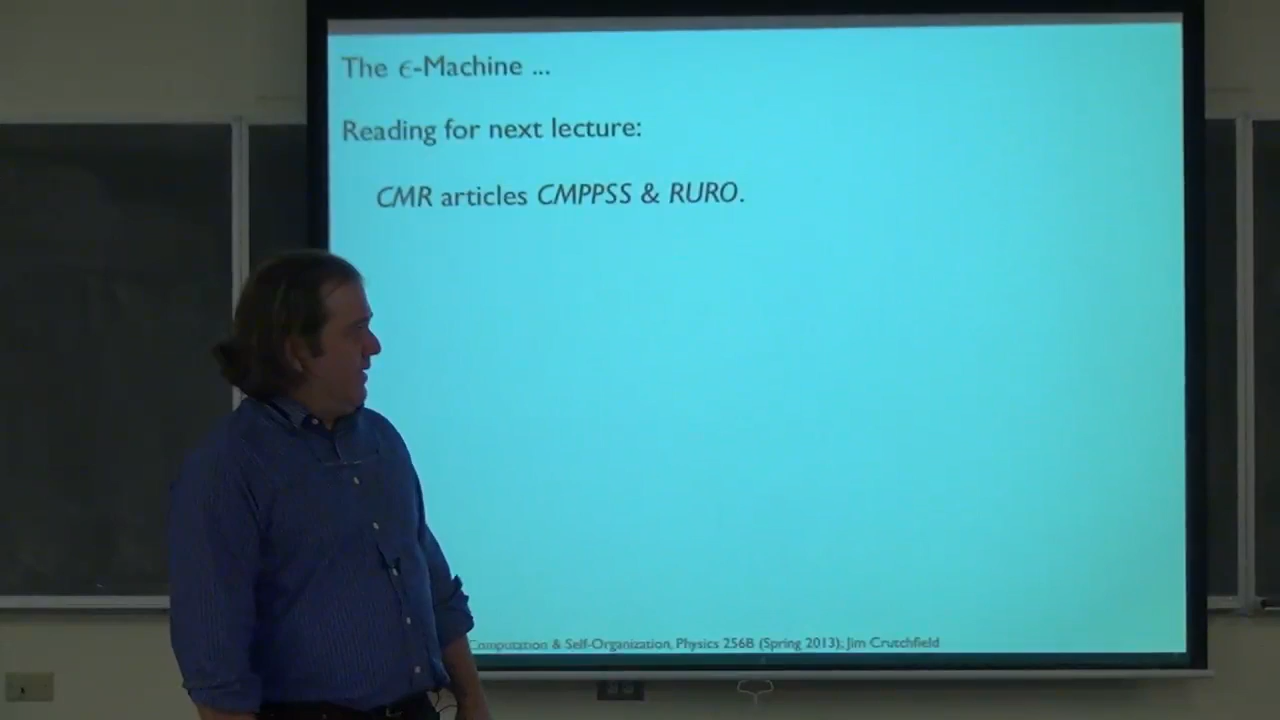 The ϵ-Machine ...
Reading for next lecture:
CMR articles CMPPSS & RURO.
Computation & Self-Organization, Physics 256B (Spring 2013); Jim Crutchfield